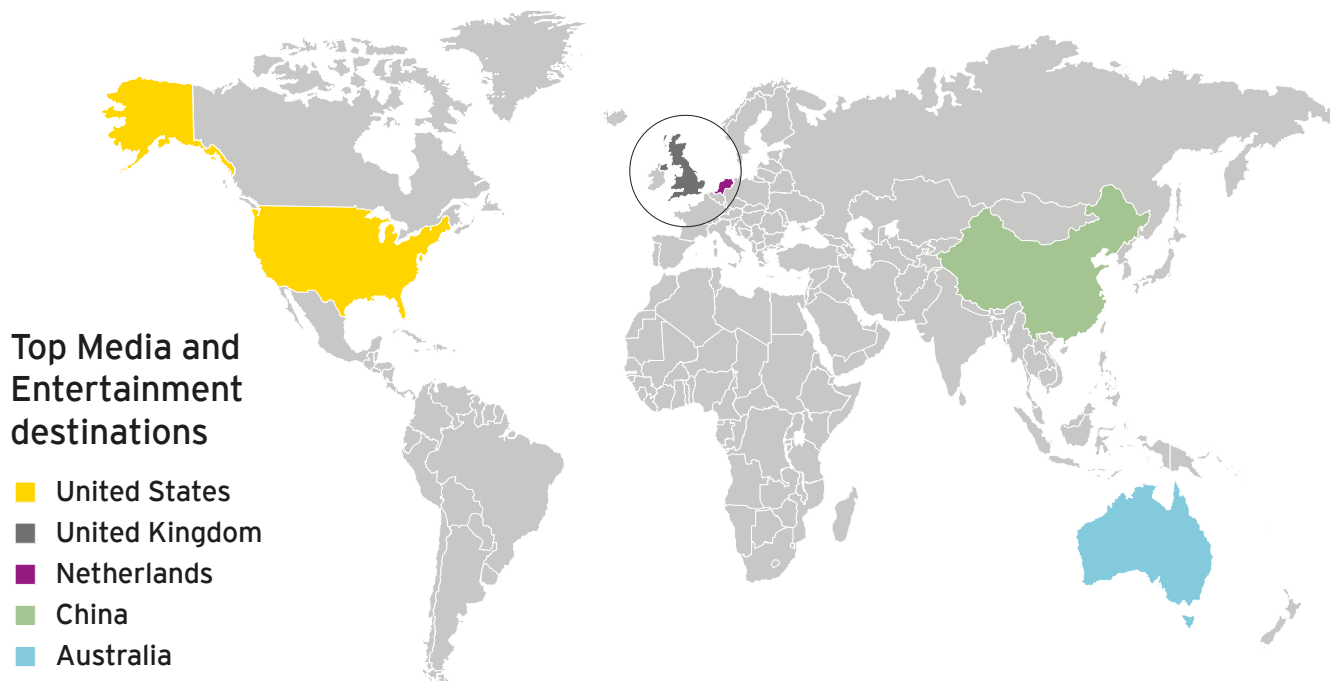 Top Media and
Entertainment
destinations
United States
United Kingdom
Netherlands
China
Australia